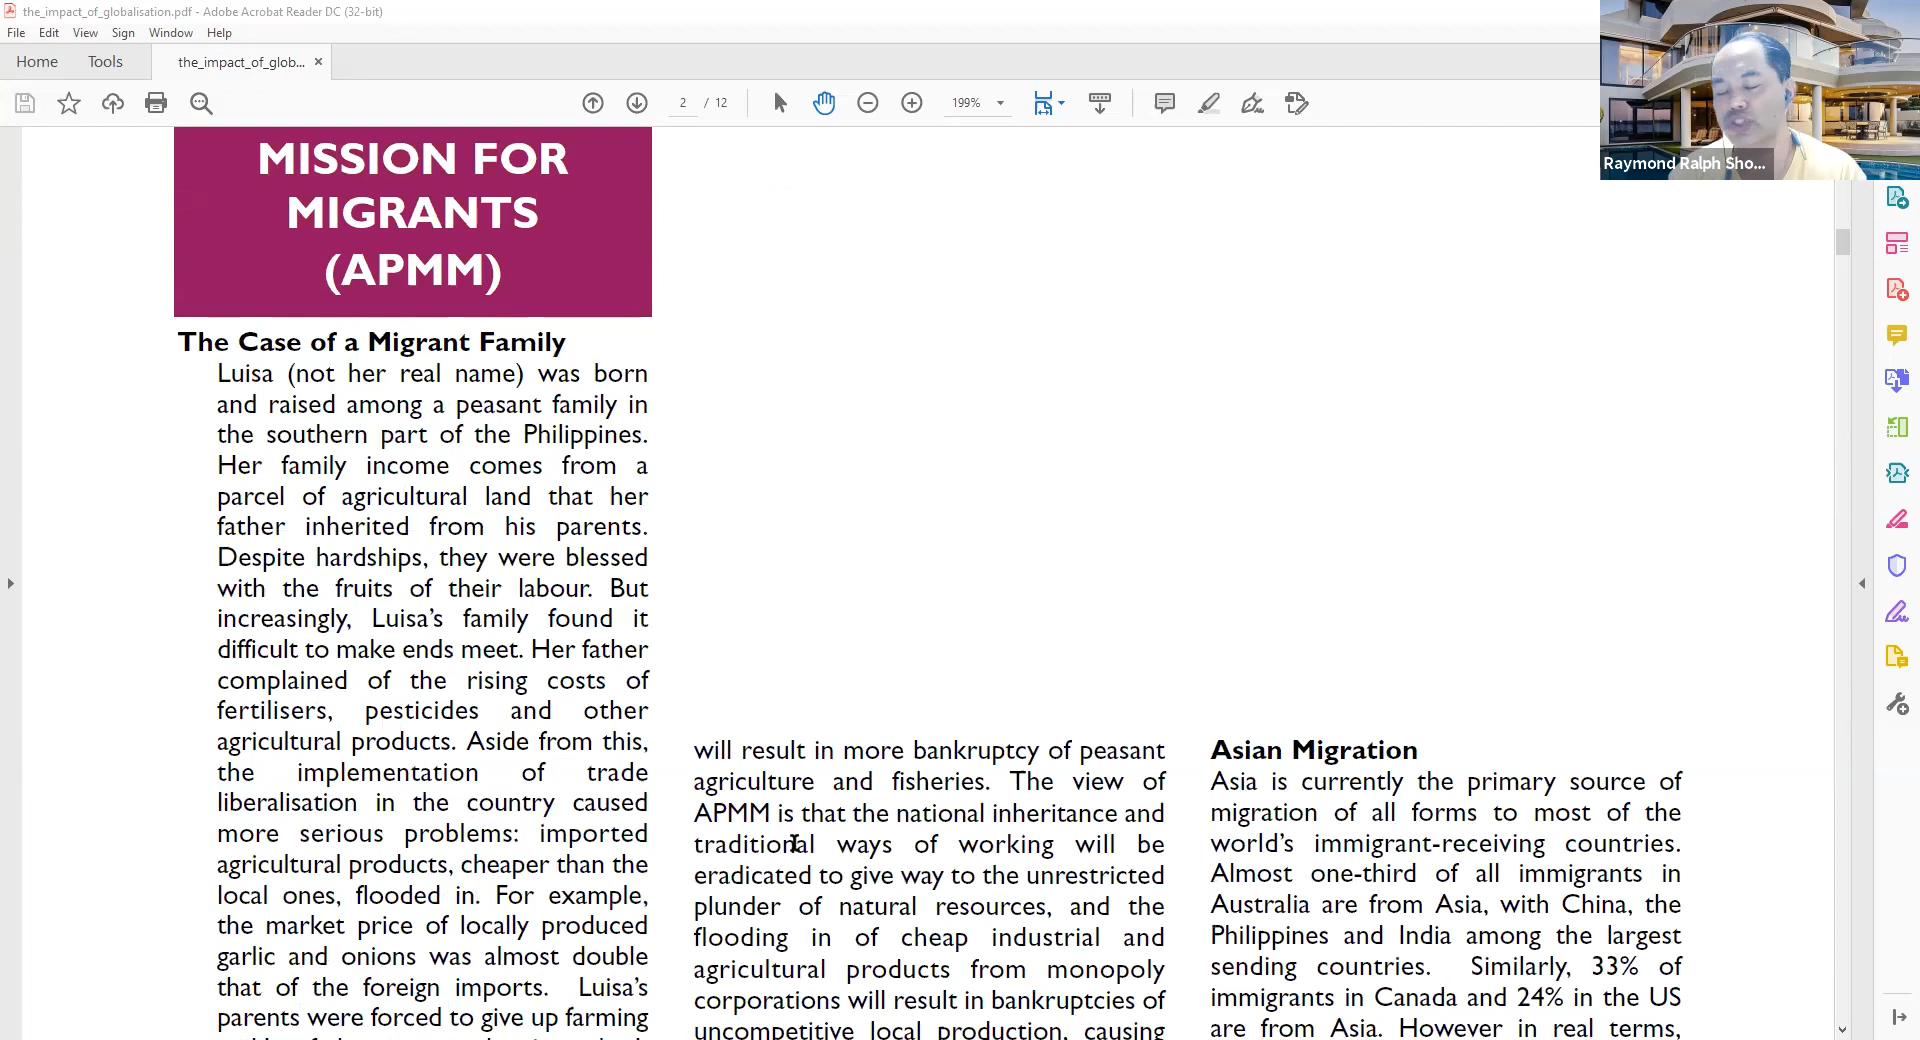 the_impact_of_globalisation.pdf - Adobe Acrobat Reader DC (32-bit)
File Edit View Sign Window Help
Home Tools the_impact_of_glob... ×
2 / 12 199%
Raymond Ralph Sho...
MISSION FOR
MIGRANTS
(APMM)
The Case of a Migrant Family
Luisa (not her real name) was born
and raised among a peasant family in
the southern part of the Philippines.
Her family income comes from a
parcel of agricultural land that her
father inherited from his parents.
Despite hardships, they were blessed
with the fruits of their labour. But
increasingly, Luisa’s family found it
difficult to make ends meet. Her father
complained of the rising costs of
fertilisers, pesticides and other
agricultural products. Aside from this,
the implementation of trade
liberalisation in the country caused
more serious problems: imported
agricultural products, cheaper than the
local ones, flooded in. For example,
the market price of locally produced
garlic and onions was almost double
that of the foreign imports. Luisa’s
parents were forced to give up farming
will result in more bankruptcy of peasant
agriculture and fisheries. The view of
APMM is that the national inheritance and
traditional ways of working will be
eradicated to give way to the unrestricted
plunder of natural resources, and the
flooding in of cheap industrial and
agricultural products from monopoly
corporations will result in bankruptcies of
uncompetitive local production, causing
Asian Migration
Asia is currently the primary source of
migration of all forms to most of the
world’s immigrant-receiving countries.
Almost one-third of all immigrants in
Australia are from Asia, with China, the
Philippines and India among the largest
sending countries. Similarly, 33% of
immigrants in Canada and 24% in the US
are from Asia. However in real terms,